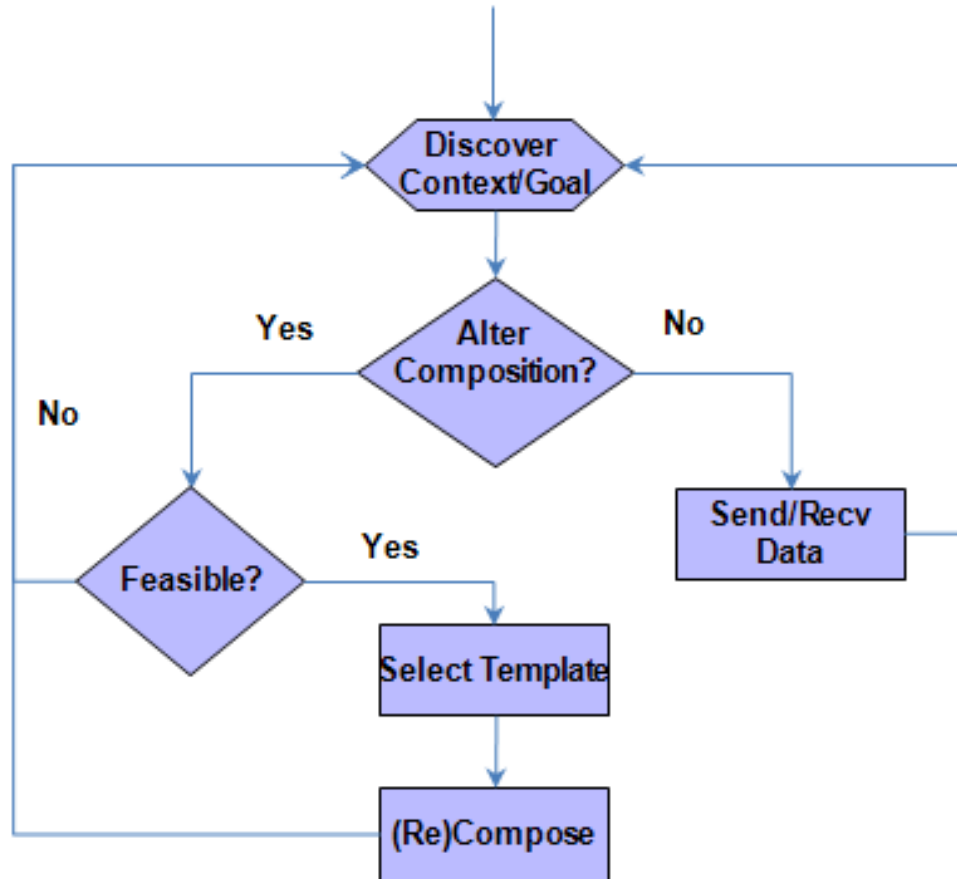 Discover
Context/Goal
Yes
Alter
Composition?
No
No
Send/Recv
Data
Yes
Feasible?
Select Template
(Re)Compose